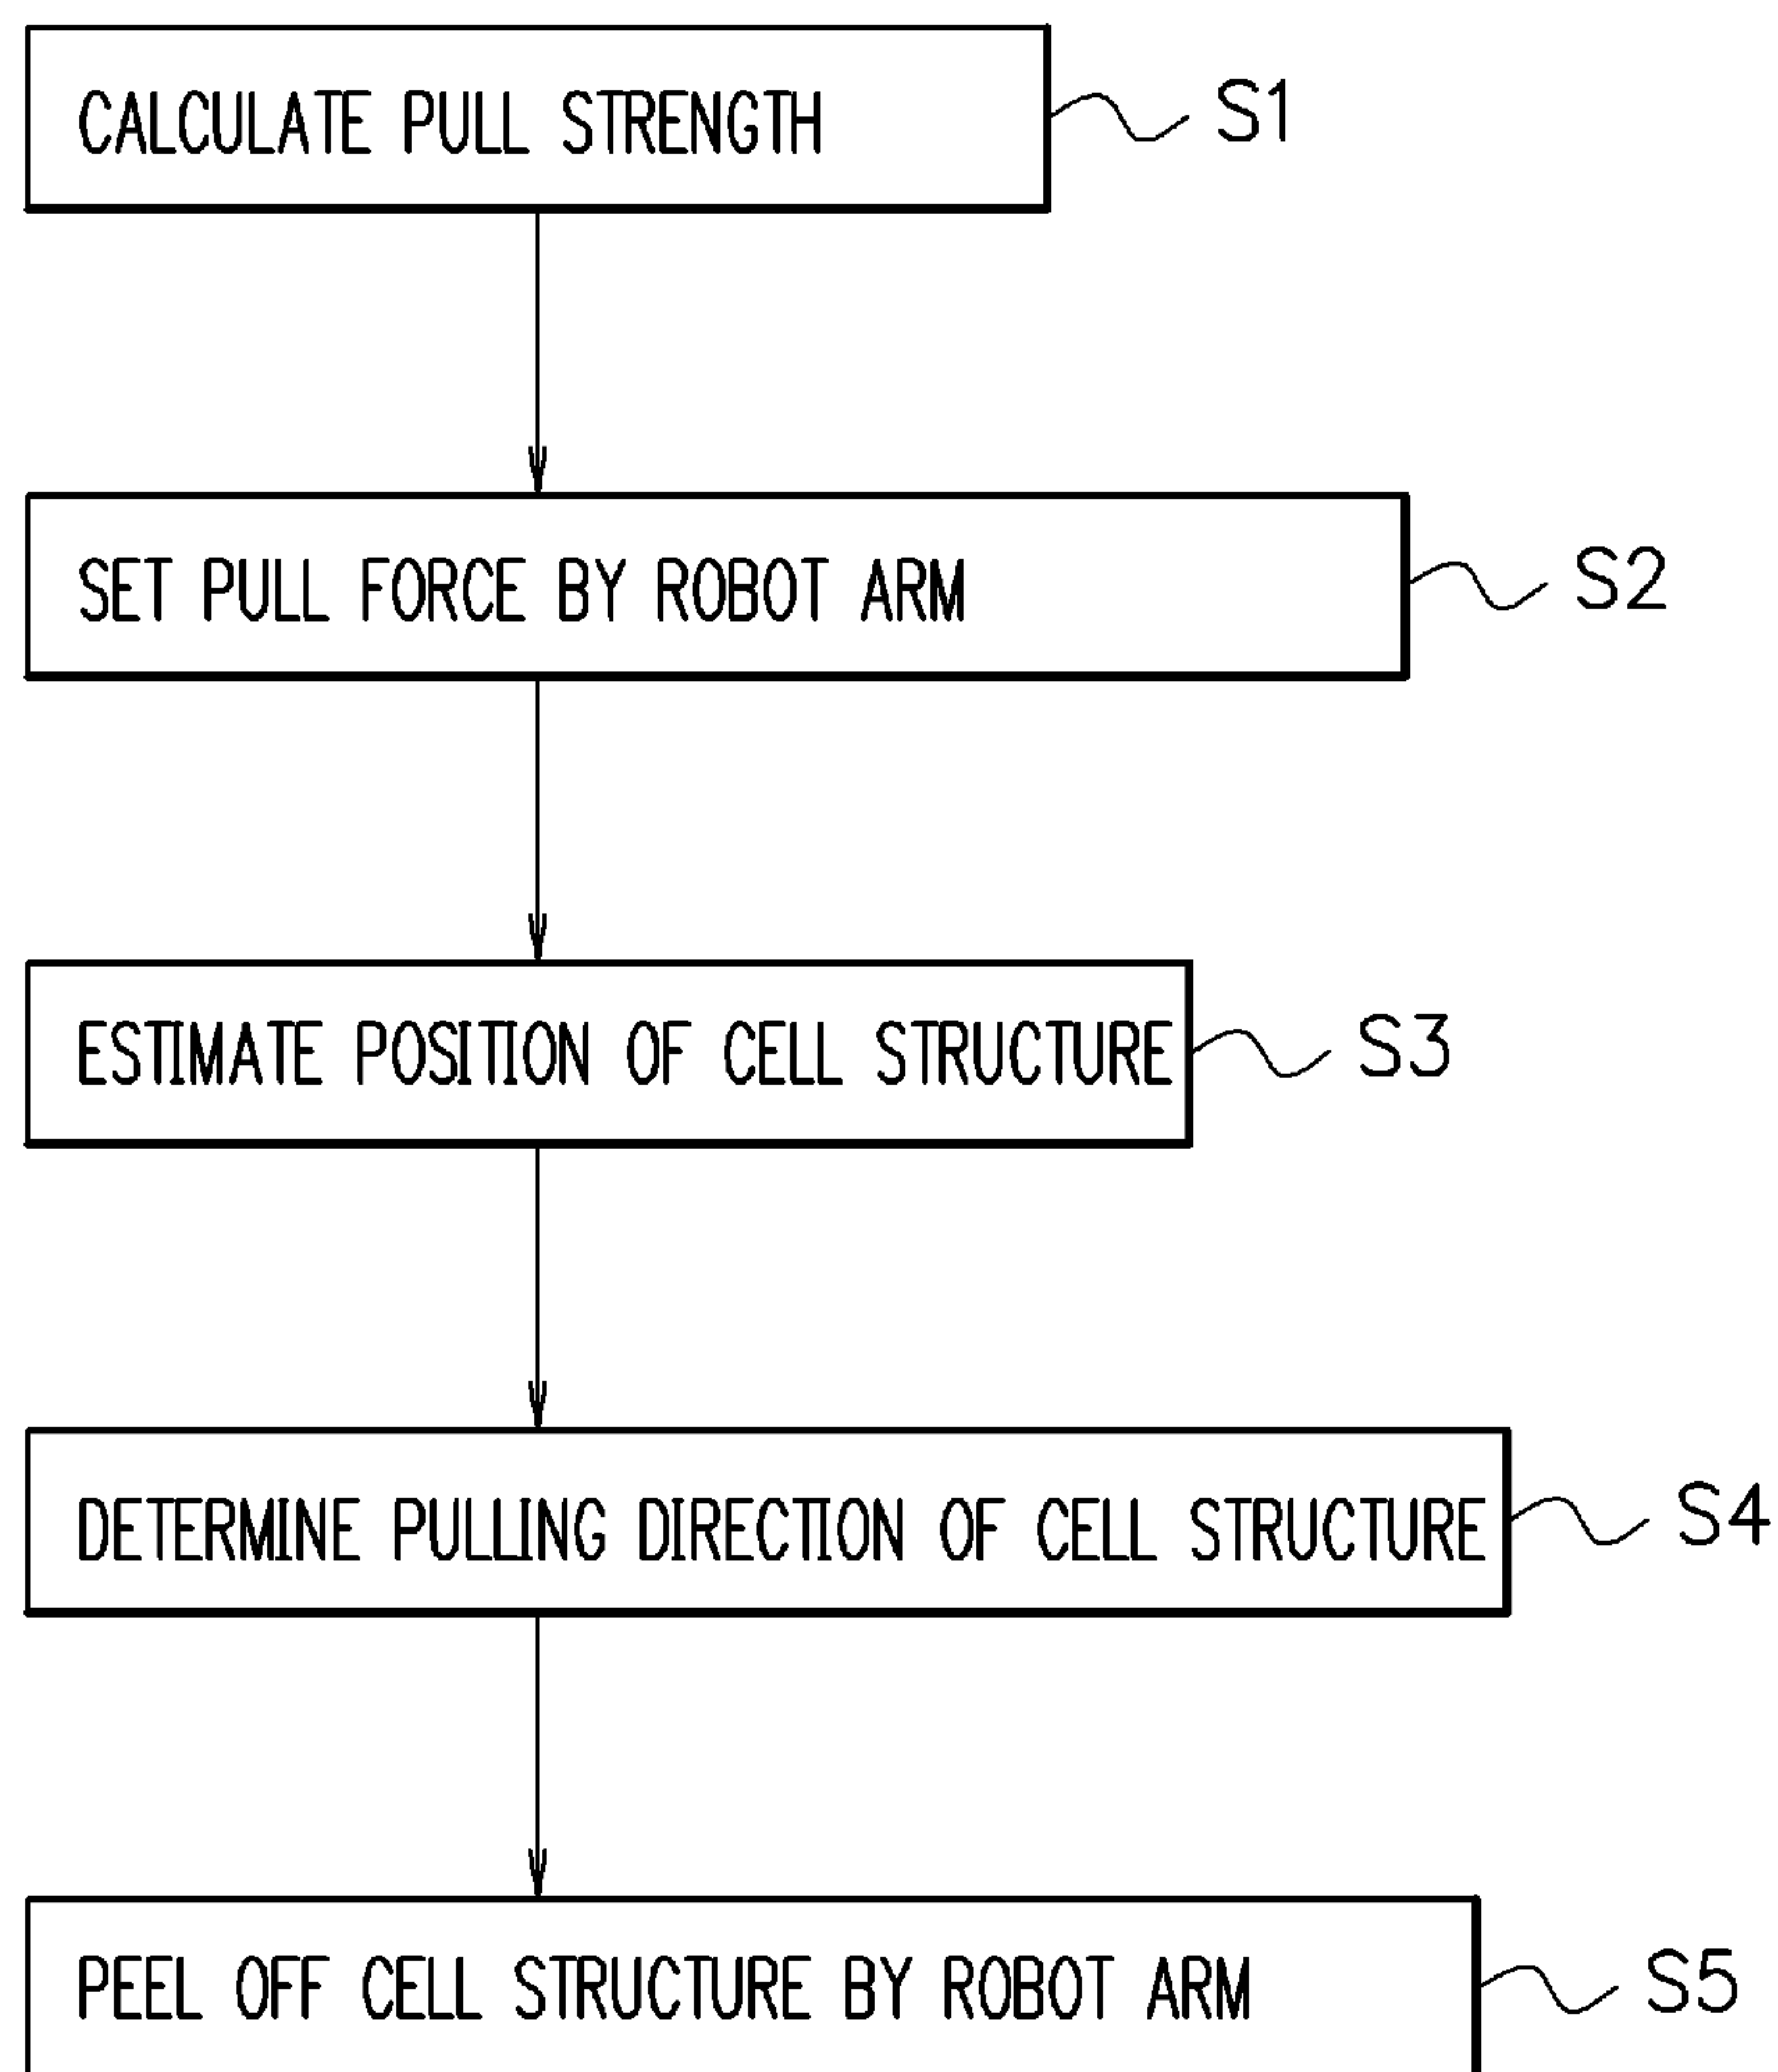 CALCULATE PULL STRENGTH S1
SET PULL FORCE BY ROBOT ARM S2
ESTIMATE POSITION OF CELL STRUCTURE S3
DETERMINE PULLING DIRECTION OF CELL STRUCTURE S4
PEEL OFF CELL STRUCTURE BY ROBOT ARM S5